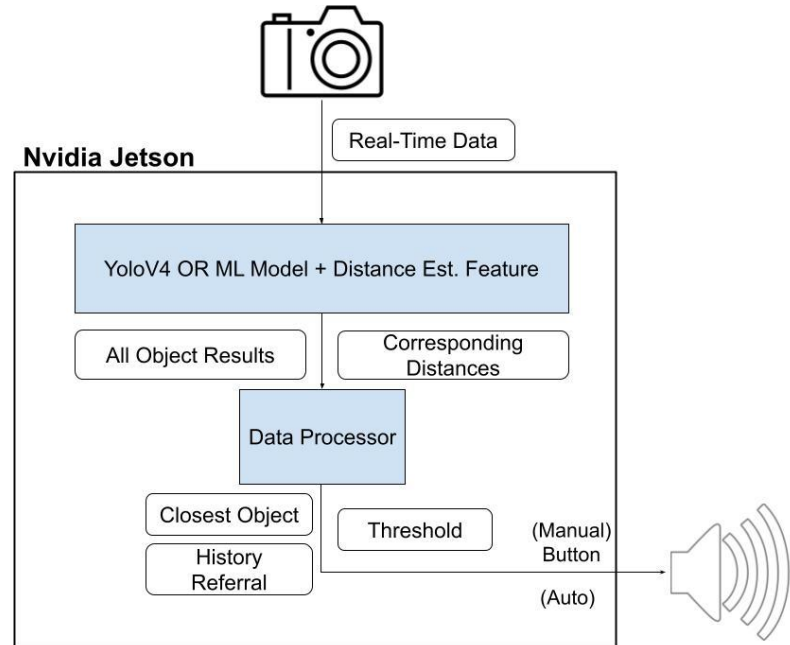 Real-Time Data
Nvidia Jetson
YoloV4 OR ML Model + Distance Est. Feature
All Object Results
Corresponding
Distances
Data Processor
Closest Object
Threshold
(Manual)
Button
History
Referral
(Auto)